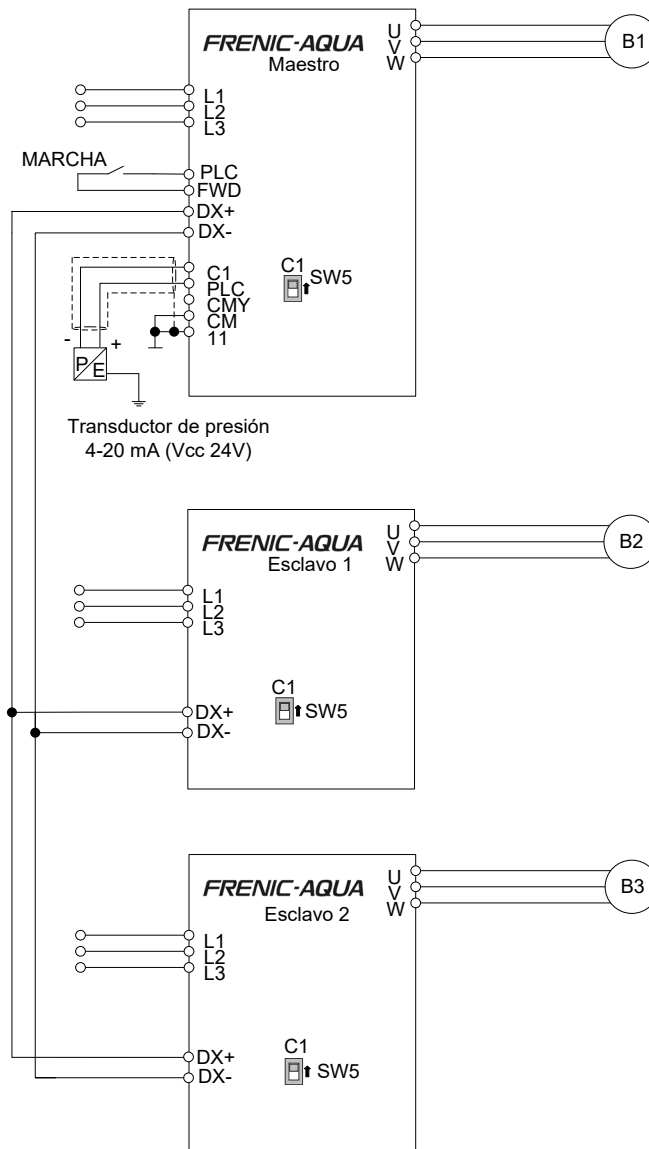 FRENIC-AQUA
Maestro
U
V
W
B1
L1
L2
L3
MARCHA
PLC
FWD
DX+
DX-
C1
PLC
CMY
CM
11
C1
SW5
-
+
P
E
Transductor de presión
4-20 mA (Vcc 24V)
FRENIC-AQUA
Esclavo 1
U
V
W
B2
L1
L2
L3
C1
SW5
DX+
DX-
FRENIC-AQUA
Esclavo 2
U
V
W
B3
L1
L2
L3
DX+
DX-
C1
SW5